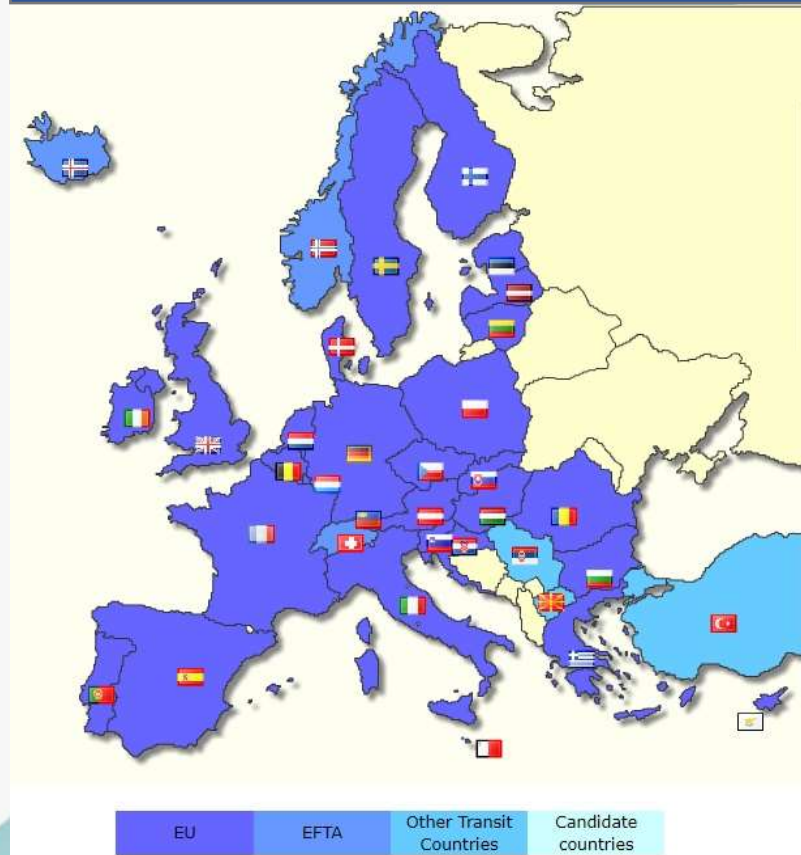 EU
EFTA
Other Transit
Countries
Candidate
countries